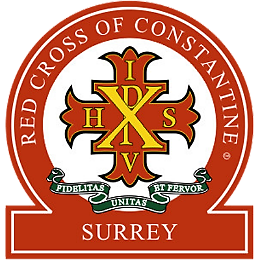 RED CROSS OF CONSTANTINE
I
D
H X S
I
V
FIDELITAS UNITAS ET FERVOR
SURREY